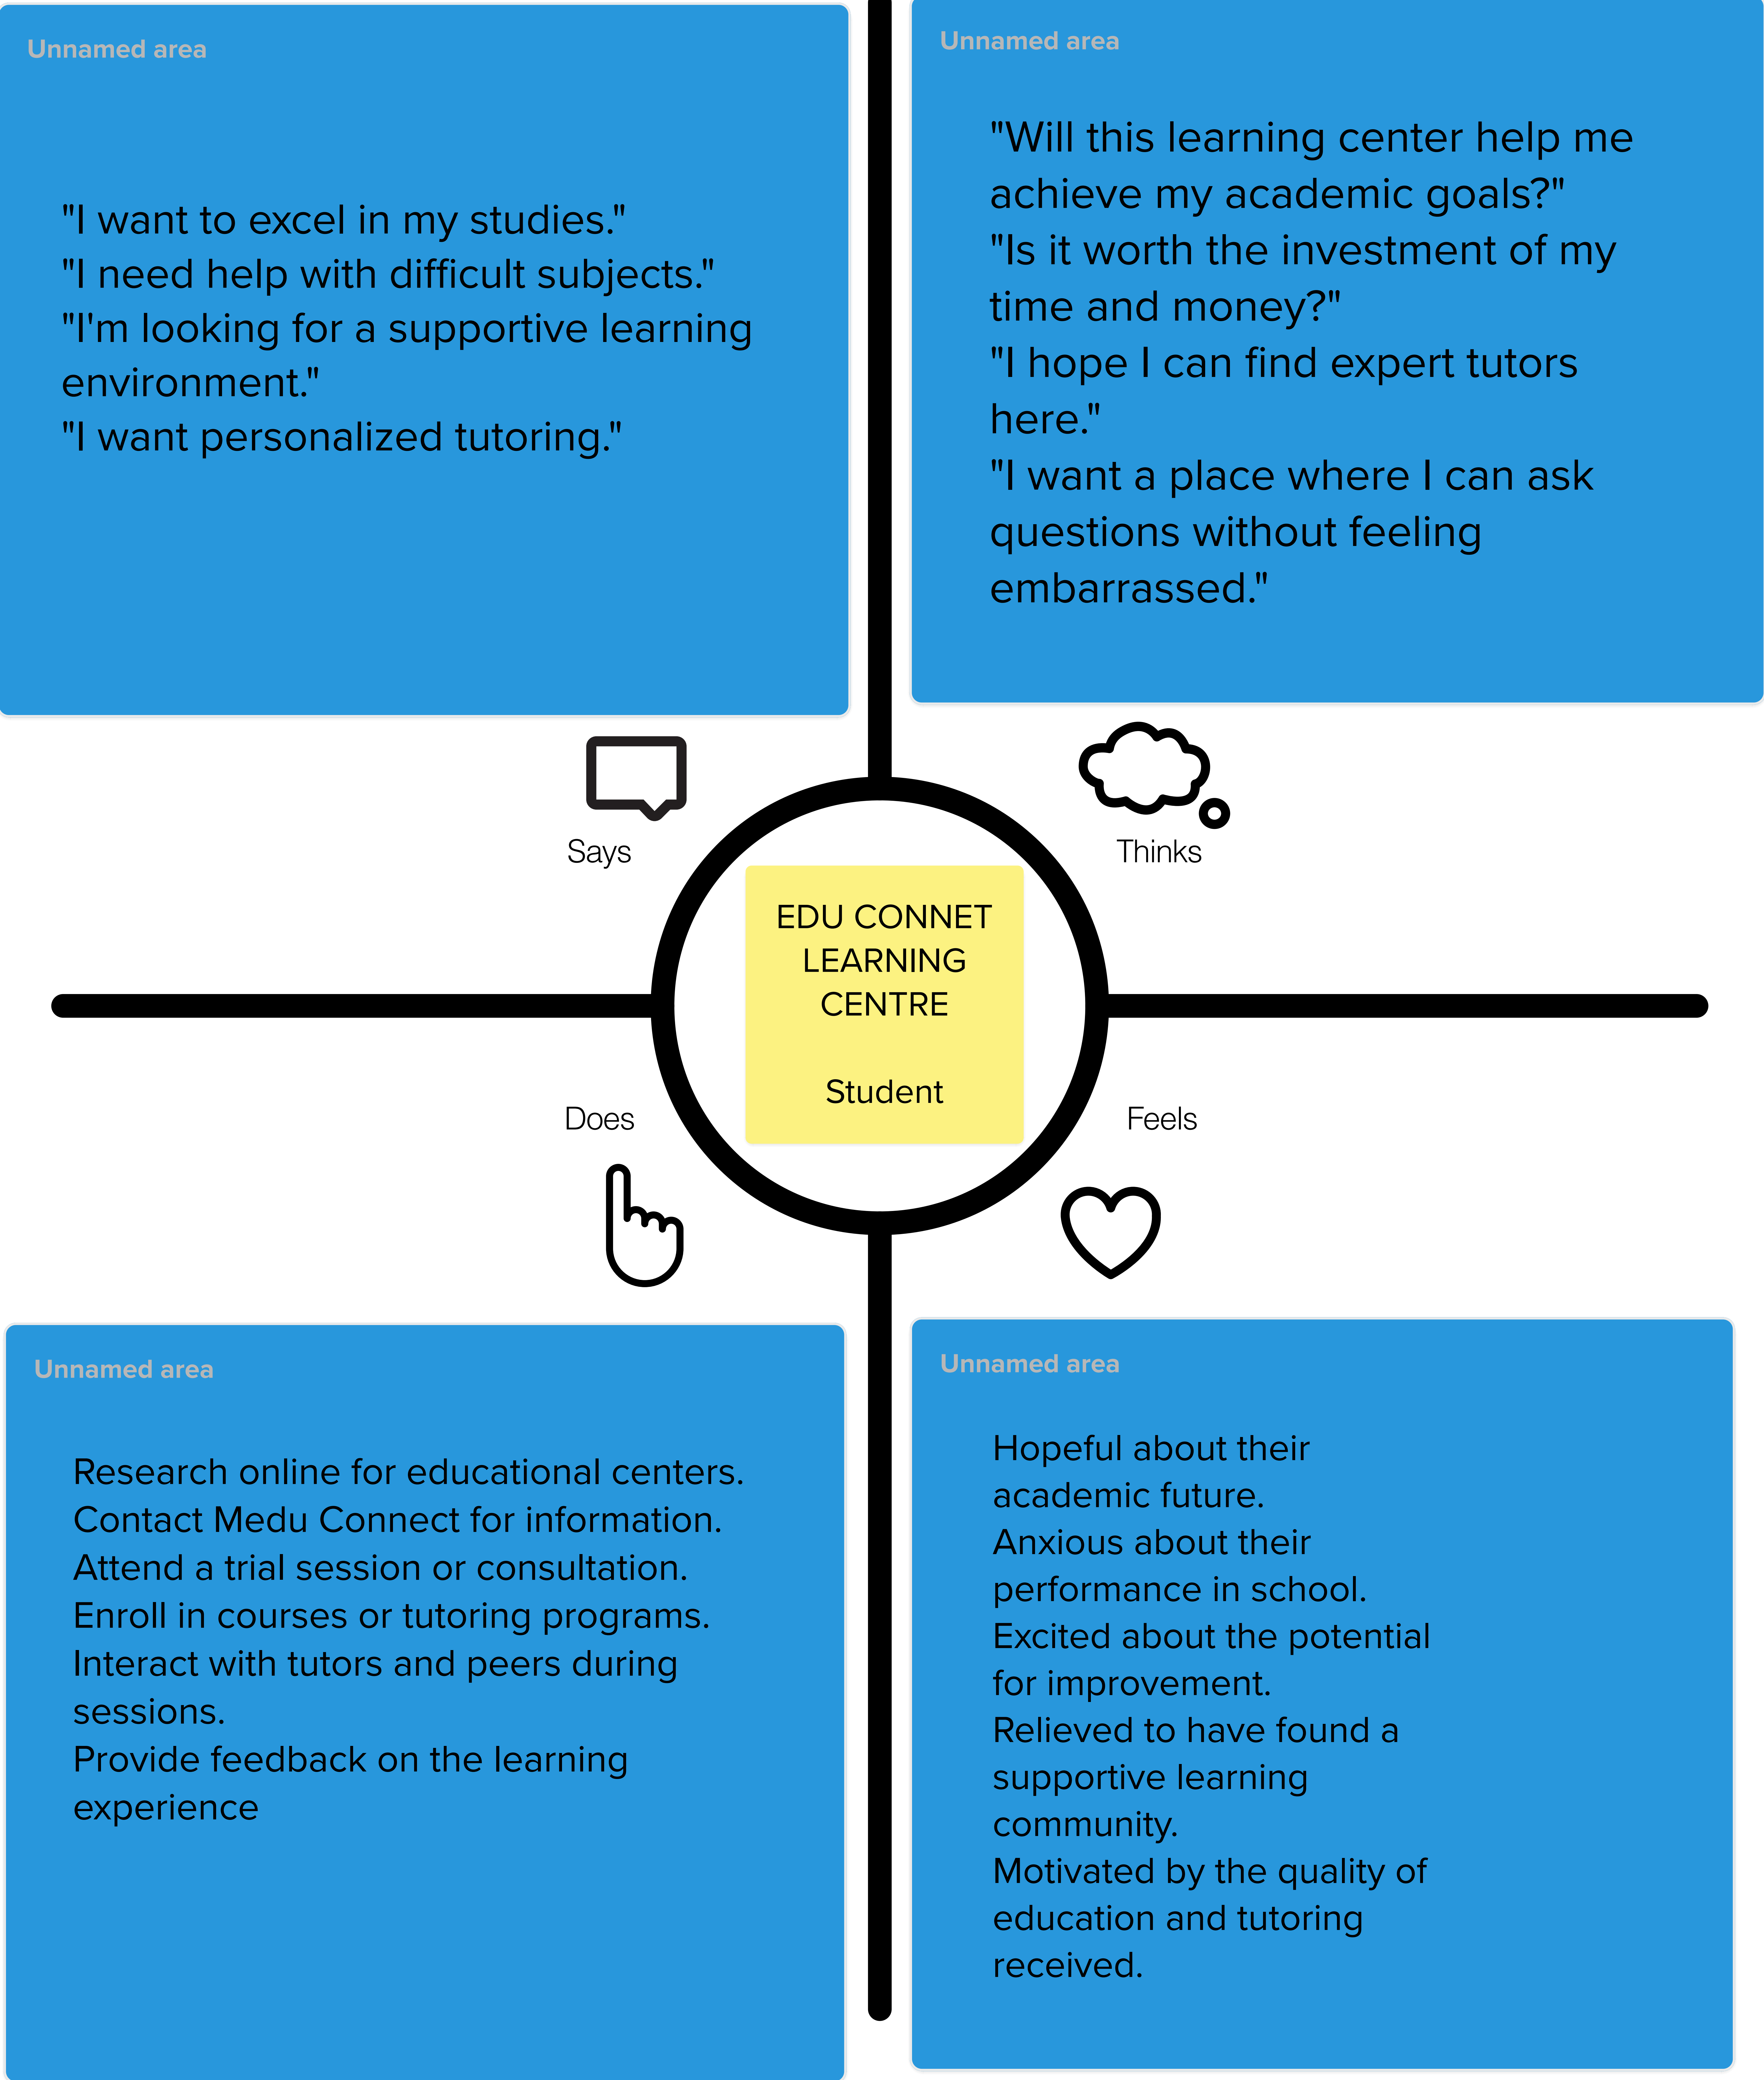 Unnamed area
"I want to excel in my studies."
"I need help with difficult subjects."
"I'm looking for a supportive learning
environment."
"I want personalized tutoring."
Unnamed area
"Will this learning center help me
achieve my academic goals?"
"Is it worth the investment of my
time and money?"
"I hope I can find expert tutors
here."
"I want a place where I can ask
questions without feeling
embarrassed."
Says
Thinks
EDU CONNET
LEARNING
CENTRE
Student
Does
Feels
Unnamed area
Research online for educational centers.
Contact Medu Connect for information.
Attend a trial session or consultation.
Enroll in courses or tutoring programs.
Interact with tutors and peers during
sessions.
Provide feedback on the learning
experience
Unnamed area
Hopeful about their
academic future.
Anxious about their
performance in school.
Excited about the potential
for improvement.
Relieved to have found a
supportive learning
community.
Motivated by the quality of
education and tutoring
received.